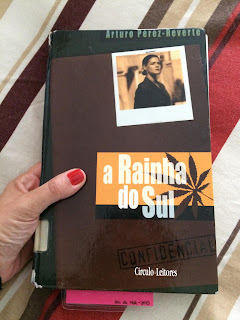 Arturo Pérez-Reverte
a Rainha
do Sul
CONFIDENCIAL
Círculo Leitores